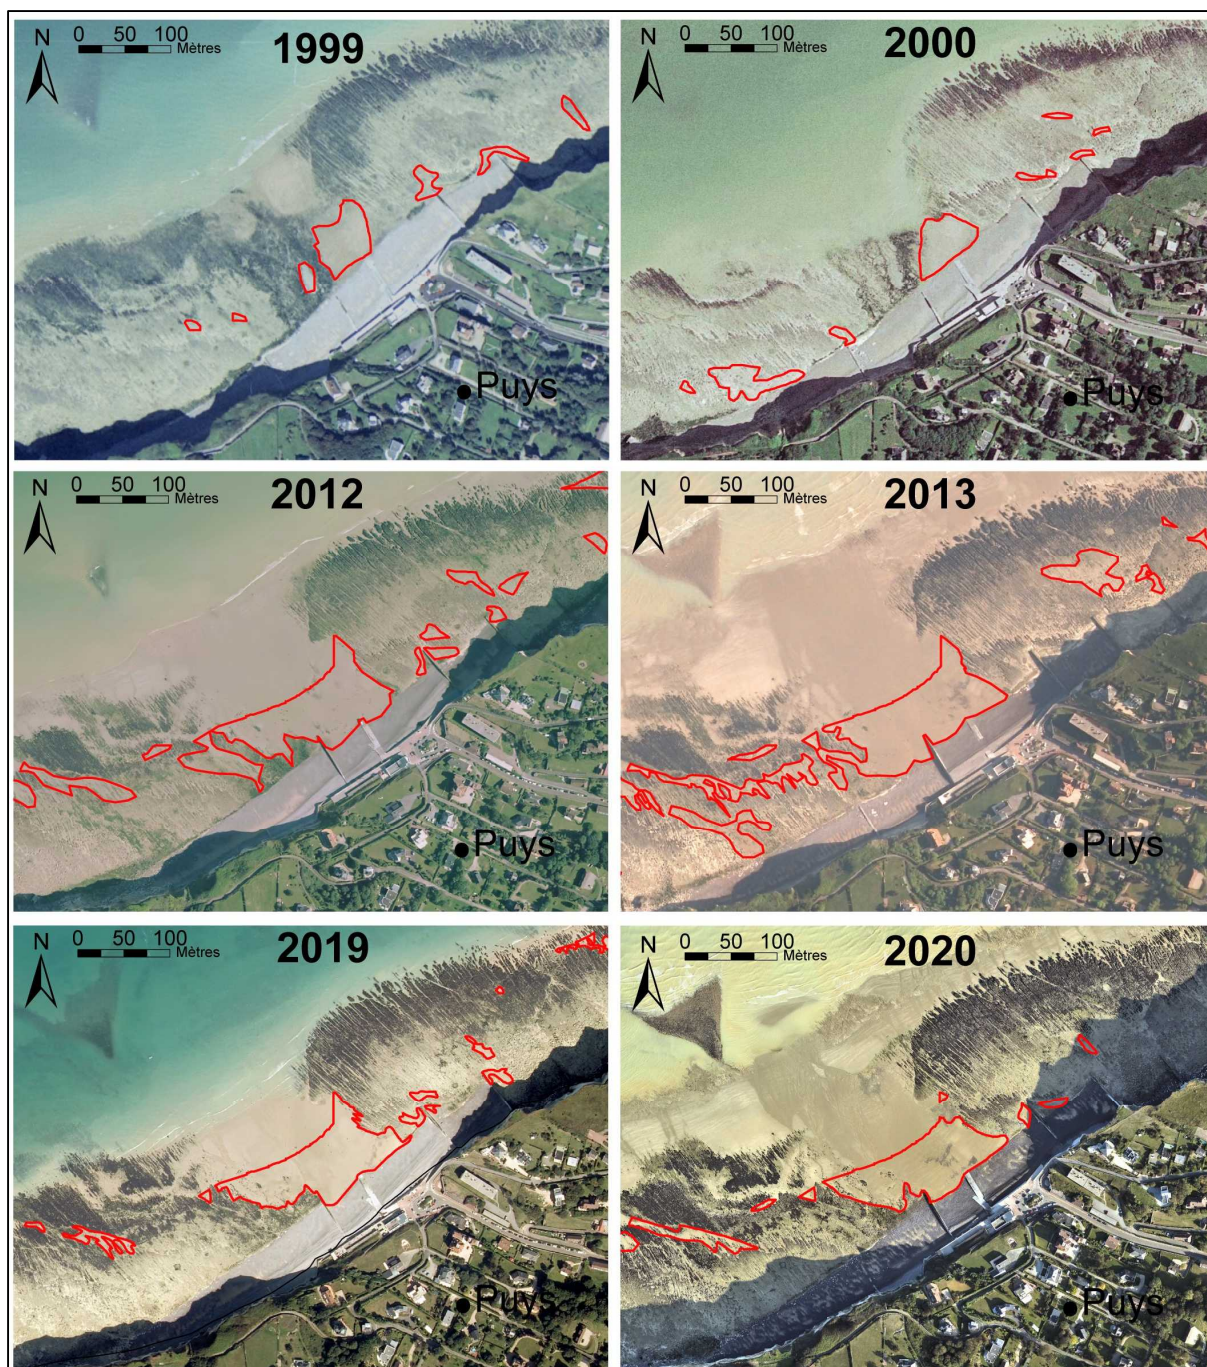 N 0 50 100 Mètres 1999
Puys
N 0 50 100 Mètres 2000
Puys
N 0 50 100 Mètres 2012
Puys
N 0 50 100 Mètres 2013
Puys
N 0 50 100 Mètres 2019
Puys
N 0 50 100 Mètres 2020
Puys